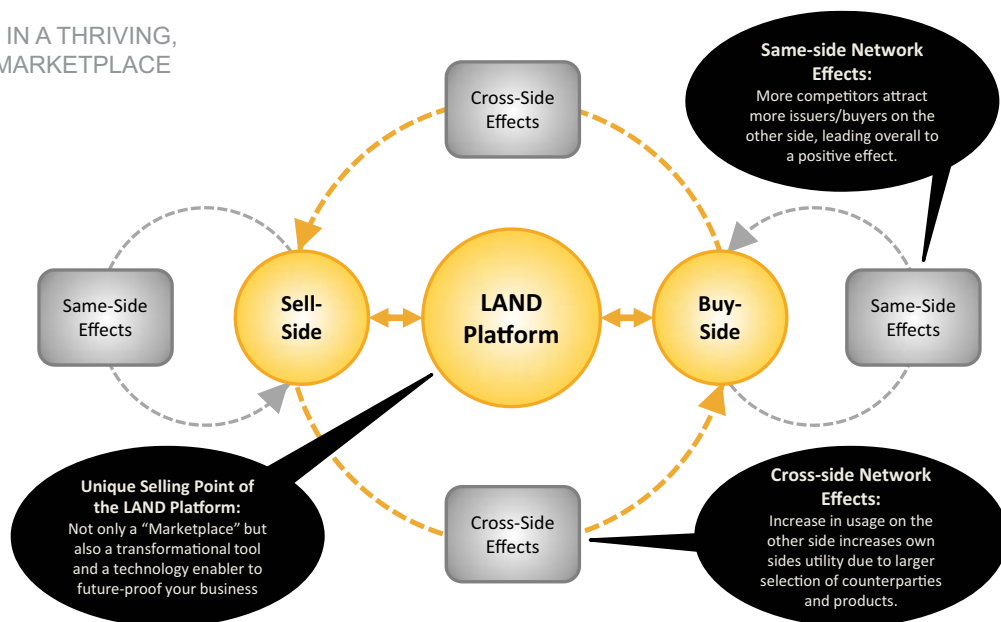 IN A THRIVING,
MARKETPLACE
Cross-Side
Effects
Same-side Network
Effects:
More competitors attract
more issuers/buyers on the
other side, leading overall to
a positive effect.
Same-Side
Effects
Sell-
Side
LAND
Platform
Buy-
Side
Same-Side
Effects
Unique Selling Point of
the LAND Platform:
Not only a “Marketplace” but
also a transformational tool
and a technology enabler to
future-proof your business
Cross-Side
Effects
Cross-side Network
Effects:
Increase in usage on the
other side increases own
sides utility due to larger
selection of counterparties
and products.